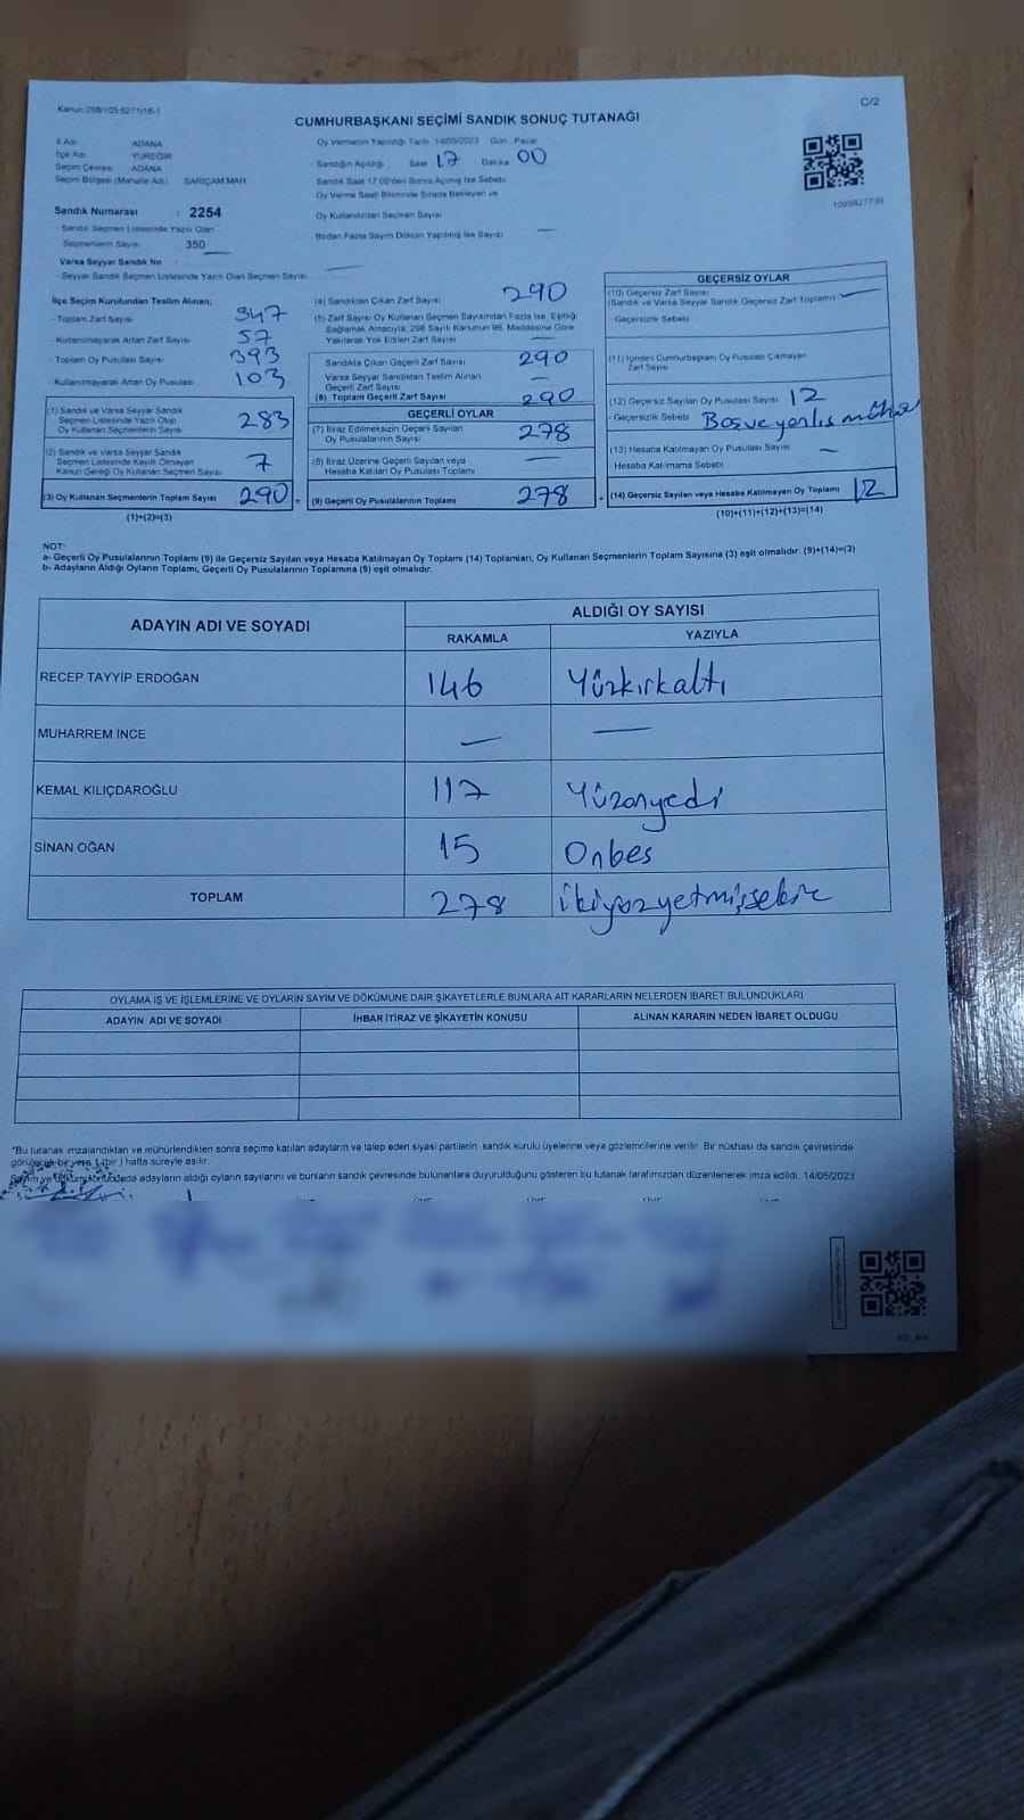 C/2
CUMHURBAŞKANI SEÇİMİ SANDIK SONUÇ TUTANAĞI
İl Adı ADANA
İlçe Adı YÜREĞİR
Seçim Çevresi ADANA
Seçim Bölgesi (Mahalle Adı) SARIÇAM MAH.
Oy Vermenin Yapıldığı Tarih 14/05/2023 Gün Pazar
Sandığın Açıldığı Saat 17 Dakika 00
Sandık Saat 17.00'den Sonra Açılmış İse Sebebi
Oy Verme Saati Bitiminde Sırada Bekleyen ve
Oy Kullandırılan Seçmen Sayısı
Birden Fazla Sayım Döküm Yapılmış İse Sayısı —
Sandık Numarası : 2254
Sandık Seçmen Listesinde Yazılı Olan
Seçmenlerin Sayısı 350
Varsa Seyyar Sandık No
Seyyar Sandık Seçmen Listesinde Yazılı Olan Seçmen Sayısı —
İlçe Seçim Kurulundan Teslim Alınan;
- Toplam Zarf Sayısı 347
- Kullanılmayarak Artan Zarf Sayısı 57
- Toplam Oy Pusulası Sayısı 393
- Kullanılmayarak Artan Oy Pusulası 103
(1) Sandık ve Varsa Seyyar Sandık
Seçmen Listesinde Yazılı Olup
Oy Kullanan Seçmenlerin Sayısı 283
(2) Sandık ve Varsa Seyyar Sandık
Seçmen Listesinde Kayıtlı Olmayan
Kanun Gereği Oy Kullanan Seçmen Sayısı 7
(3) Oy Kullanan Seçmenlerin Toplam Sayısı 290
(1)+(2)=(3)
(4) Sandıktan Çıkan Zarf Sayısı 290
(5) Zarf Sayısı Oy Kullanan Seçmen Sayısından Fazla İse, Eşitliği
Sağlamak Amacıyla, 298 Sayılı Kanunun 98. Maddesine Göre
Yakılarak Yok Edilen Zarf Sayısı —
Sandıkta Çıkan Geçerli Zarf Sayısı 290
Varsa Seyyar Sandıktan Teslim Alınan
Geçerli Zarf Sayısı —
(6) Toplam Geçerli Zarf Sayısı 290
GEÇERLİ OYLAR
(7) İtiraz Edilmeksizin Geçerli Sayılan
Oy Pusulalarının Sayısı 278
(8) İtiraz Üzerine Geçerli Sayılan veya
Hesaba Katılan Oy Pusulası Toplamı —
(9) Geçerli Oy Pusulalarının Toplamı 278
GEÇERSİZ OYLAR
(10) Geçersiz Zarf Sayısı
(Sandık ve Varsa Seyyar Sandık Geçersiz Zarf Toplamı) —
- Geçersizlik Sebebi
(11) İçinden Cumhurbaşkanı Oy Pusulası Çıkmayan
Zarf Sayısı
(12) Geçersiz Sayılan Oy Pusulası Sayısı 12
- Geçersizlik Sebebi Boş ve yanlış mühür
(13) Hesaba Katılmayan Oy Pusulası Sayısı —
Hesaba Katılmama Sebebi
(14) Geçersiz Sayılan veya Hesaba Katılmayan Oy Toplamı 12
(10)+(11)+(12)+(13)=(14)
NOT:
a- Geçerli Oy Pusulalarının Toplamı (9) ile Geçersiz Sayılan veya Hesaba Katılmayan Oy Toplamı (14) Toplamları, Oy Kullanan Seçmenlerin Toplam Sayısına (3) eşit olmalıdır. (9)+(14)=(3)
b- Adayların Aldığı Oyların Toplamı, Geçerli Oy Pusulalarının Toplamına (9) eşit olmalıdır.
ADAYIN ADI VE SOYADI
ALDIĞI OY SAYISI
RAKAMLA YAZIYLA
RECEP TAYYİP ERDOĞAN 146 Yüzkırkaltı
MUHARREM İNCE — —
KEMAL KILIÇDAROĞLU 117 Yüzonyedi
SİNAN OĞAN 15 Onbes
TOPLAM 278 ikiyüzyetmişsekiz
OYLAMA İŞ VE İŞLEMLERİNE VE OYLARIN SAYIM VE DÖKÜMÜNE DAİR ŞİKAYETLERLE BUNLARA AİT KARARLARIN NELERDEN İBARET BULUNDUKLARI
ADAYIN ADI VE SOYADI İHBAR İTİRAZ VE ŞİKAYETİN KONUSU ALINAN KARARIN NEDEN İBARET OLDUĞU
*Bu tutanak imzalandıktan ve mühürlendikten sonra seçime katılan adayların ve talep eden siyasi partilerin sandık kurulu üyelerine veya gözlemcilerine verilir. Bir nüshası da sandık çevresinde
görülecek bir yere 1 (bir) hafta süreyle asılır.
adayların aldığı oyların sayılarını ve bunların sandık çevresinde bulunanlara duyurulduğunu gösteren bu tutanak tarafımızdan düzenlenerek imza edildi. 14/05/2023